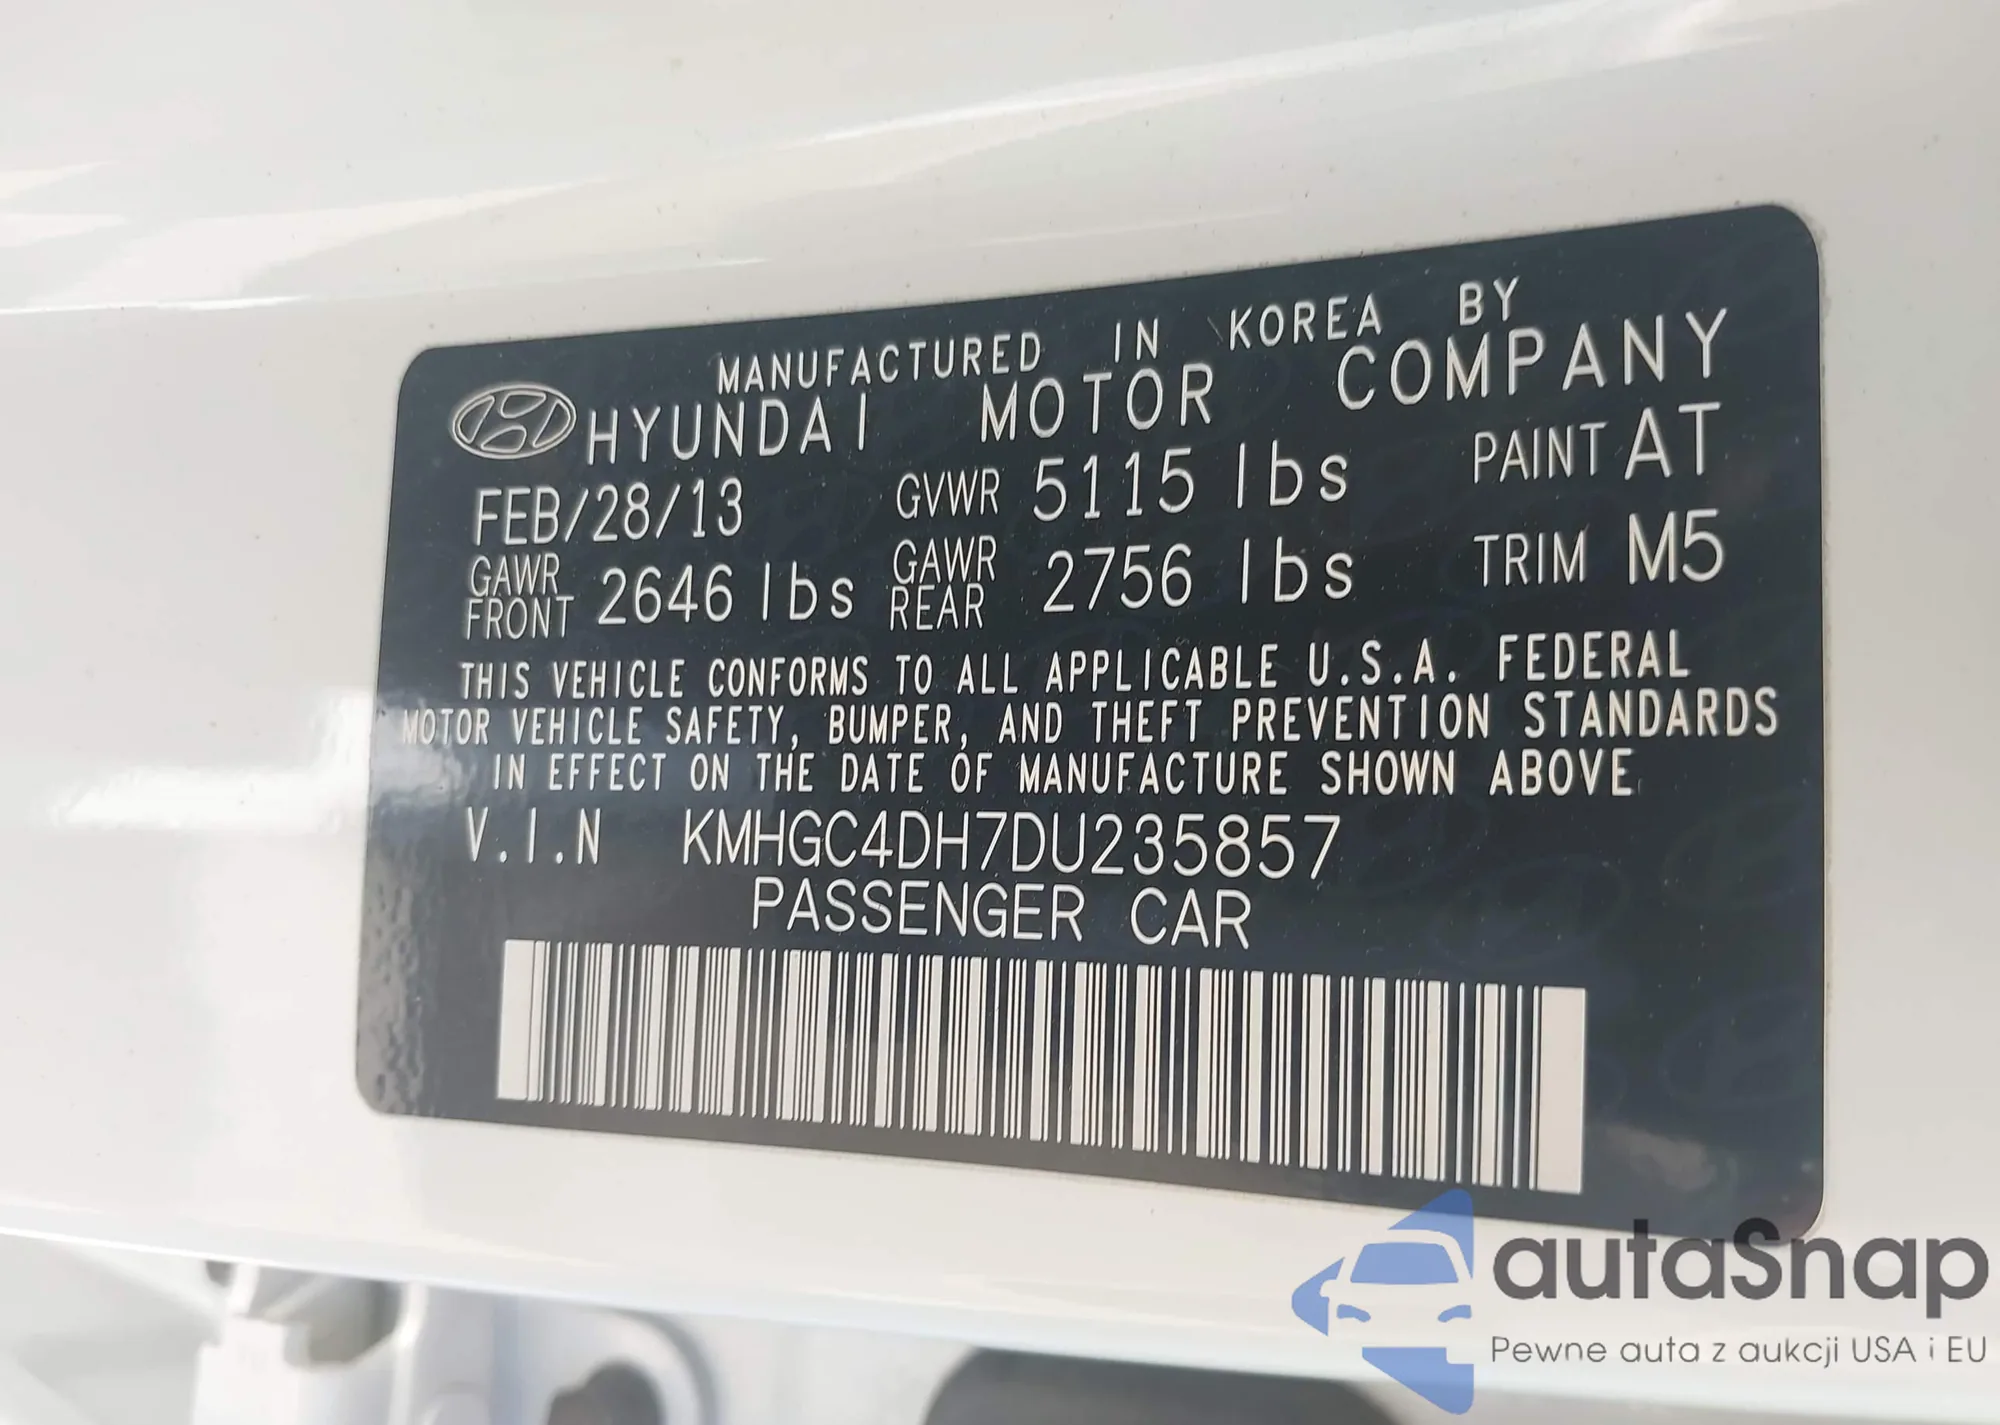 MANUFACTURED IN KOREA BY
HYUNDAI MOTOR COMPANY
FEB/28/13 GVWR 5115 lbs PAINT AT
GAWR FRONT 2646 lbs GAWR REAR 2756 lbs TRIM M5
THIS VEHICLE CONFORMS TO ALL APPLICABLE U.S.A. FEDERAL
MOTOR VEHICLE SAFETY, BUMPER, AND THEFT PREVENTION STANDARDS
IN EFFECT ON THE DATE OF MANUFACTURE SHOWN ABOVE.
V.I.N KMHGC4DH7DU235857
PASSENGER CAR
autaSnap
Pewne auta z aukcji USA i EU